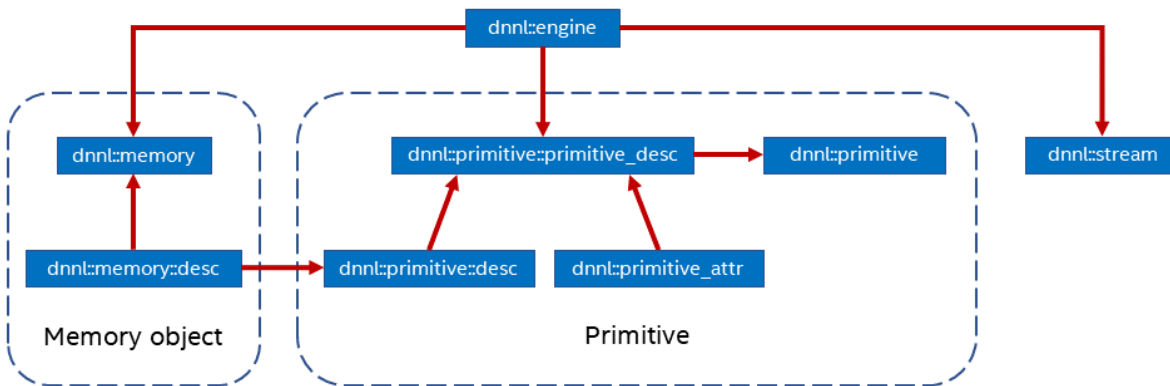 dnnl::engine
dnnl::memory
dnnl::primitive::primitive_desc
dnnl::primitive
dnnl::stream
dnnl::memory::desc
dnnl::primitive::desc
dnnl::primitive_attr
Memory object
Primitive